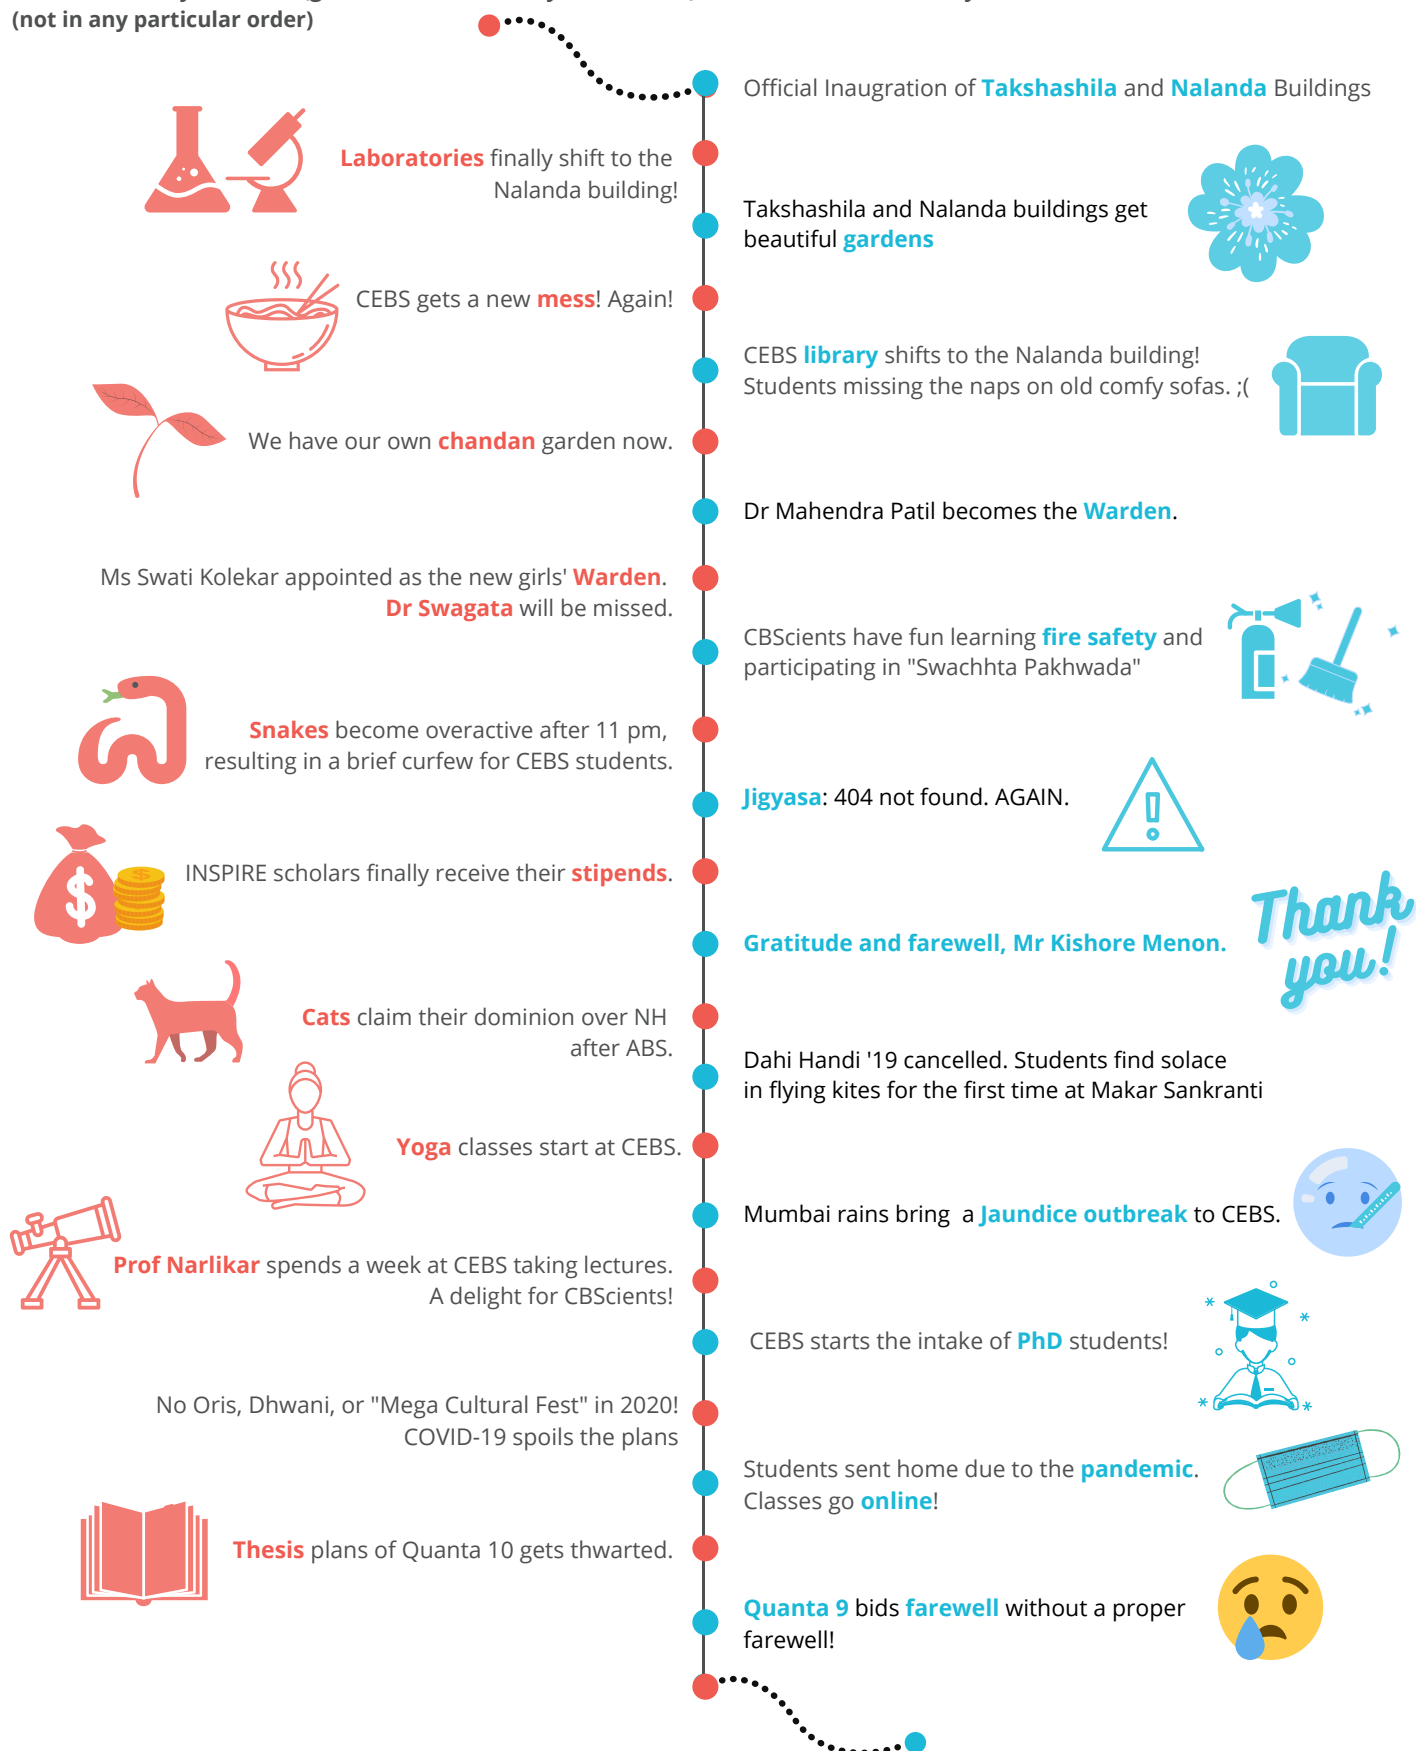 (not in any particular order)
Official Inaugration of Takshashila and Nalanda Buildings
Laboratories finally shift to the
Nalanda building!
Takshashila and Nalanda buildings get
beautiful gardens
CEBS gets a new mess! Again!
CEBS library shifts to the Nalanda building!
Students missing the naps on old comfy sofas. ;(
We have our own chandan garden now.
Dr Mahendra Patil becomes the Warden.
Ms Swati Kolekar appointed as the new girls' Warden.
Dr Swagata will be missed.
CBScients have fun learning fire safety and
participating in "Swachhta Pakhwada"
Snakes become overactive after 11 pm,
resulting in a brief curfew for CEBS students.
Jigyasa: 404 not found. AGAIN.
INSPIRE scholars finally receive their stipends.
Gratitude and farewell, Mr Kishore Menon.
Thank
you!
Cats claim their dominion over NH
after ABS.
Dahi Handi '19 cancelled. Students find solace
in flying kites for the first time at Makar Sankranti
Yoga classes start at CEBS.
Mumbai rains bring a Jaundice outbreak to CEBS.
Prof Narlikar spends a week at CEBS taking lectures.
A delight for CBScients!
CEBS starts the intake of PhD students!
No Oris, Dhwani, or "Mega Cultural Fest" in 2020!
COVID-19 spoils the plans
Students sent home due to the pandemic.
Classes go online!
Thesis plans of Quanta 10 gets thwarted.
Quanta 9 bids farewell without a proper
farewell!